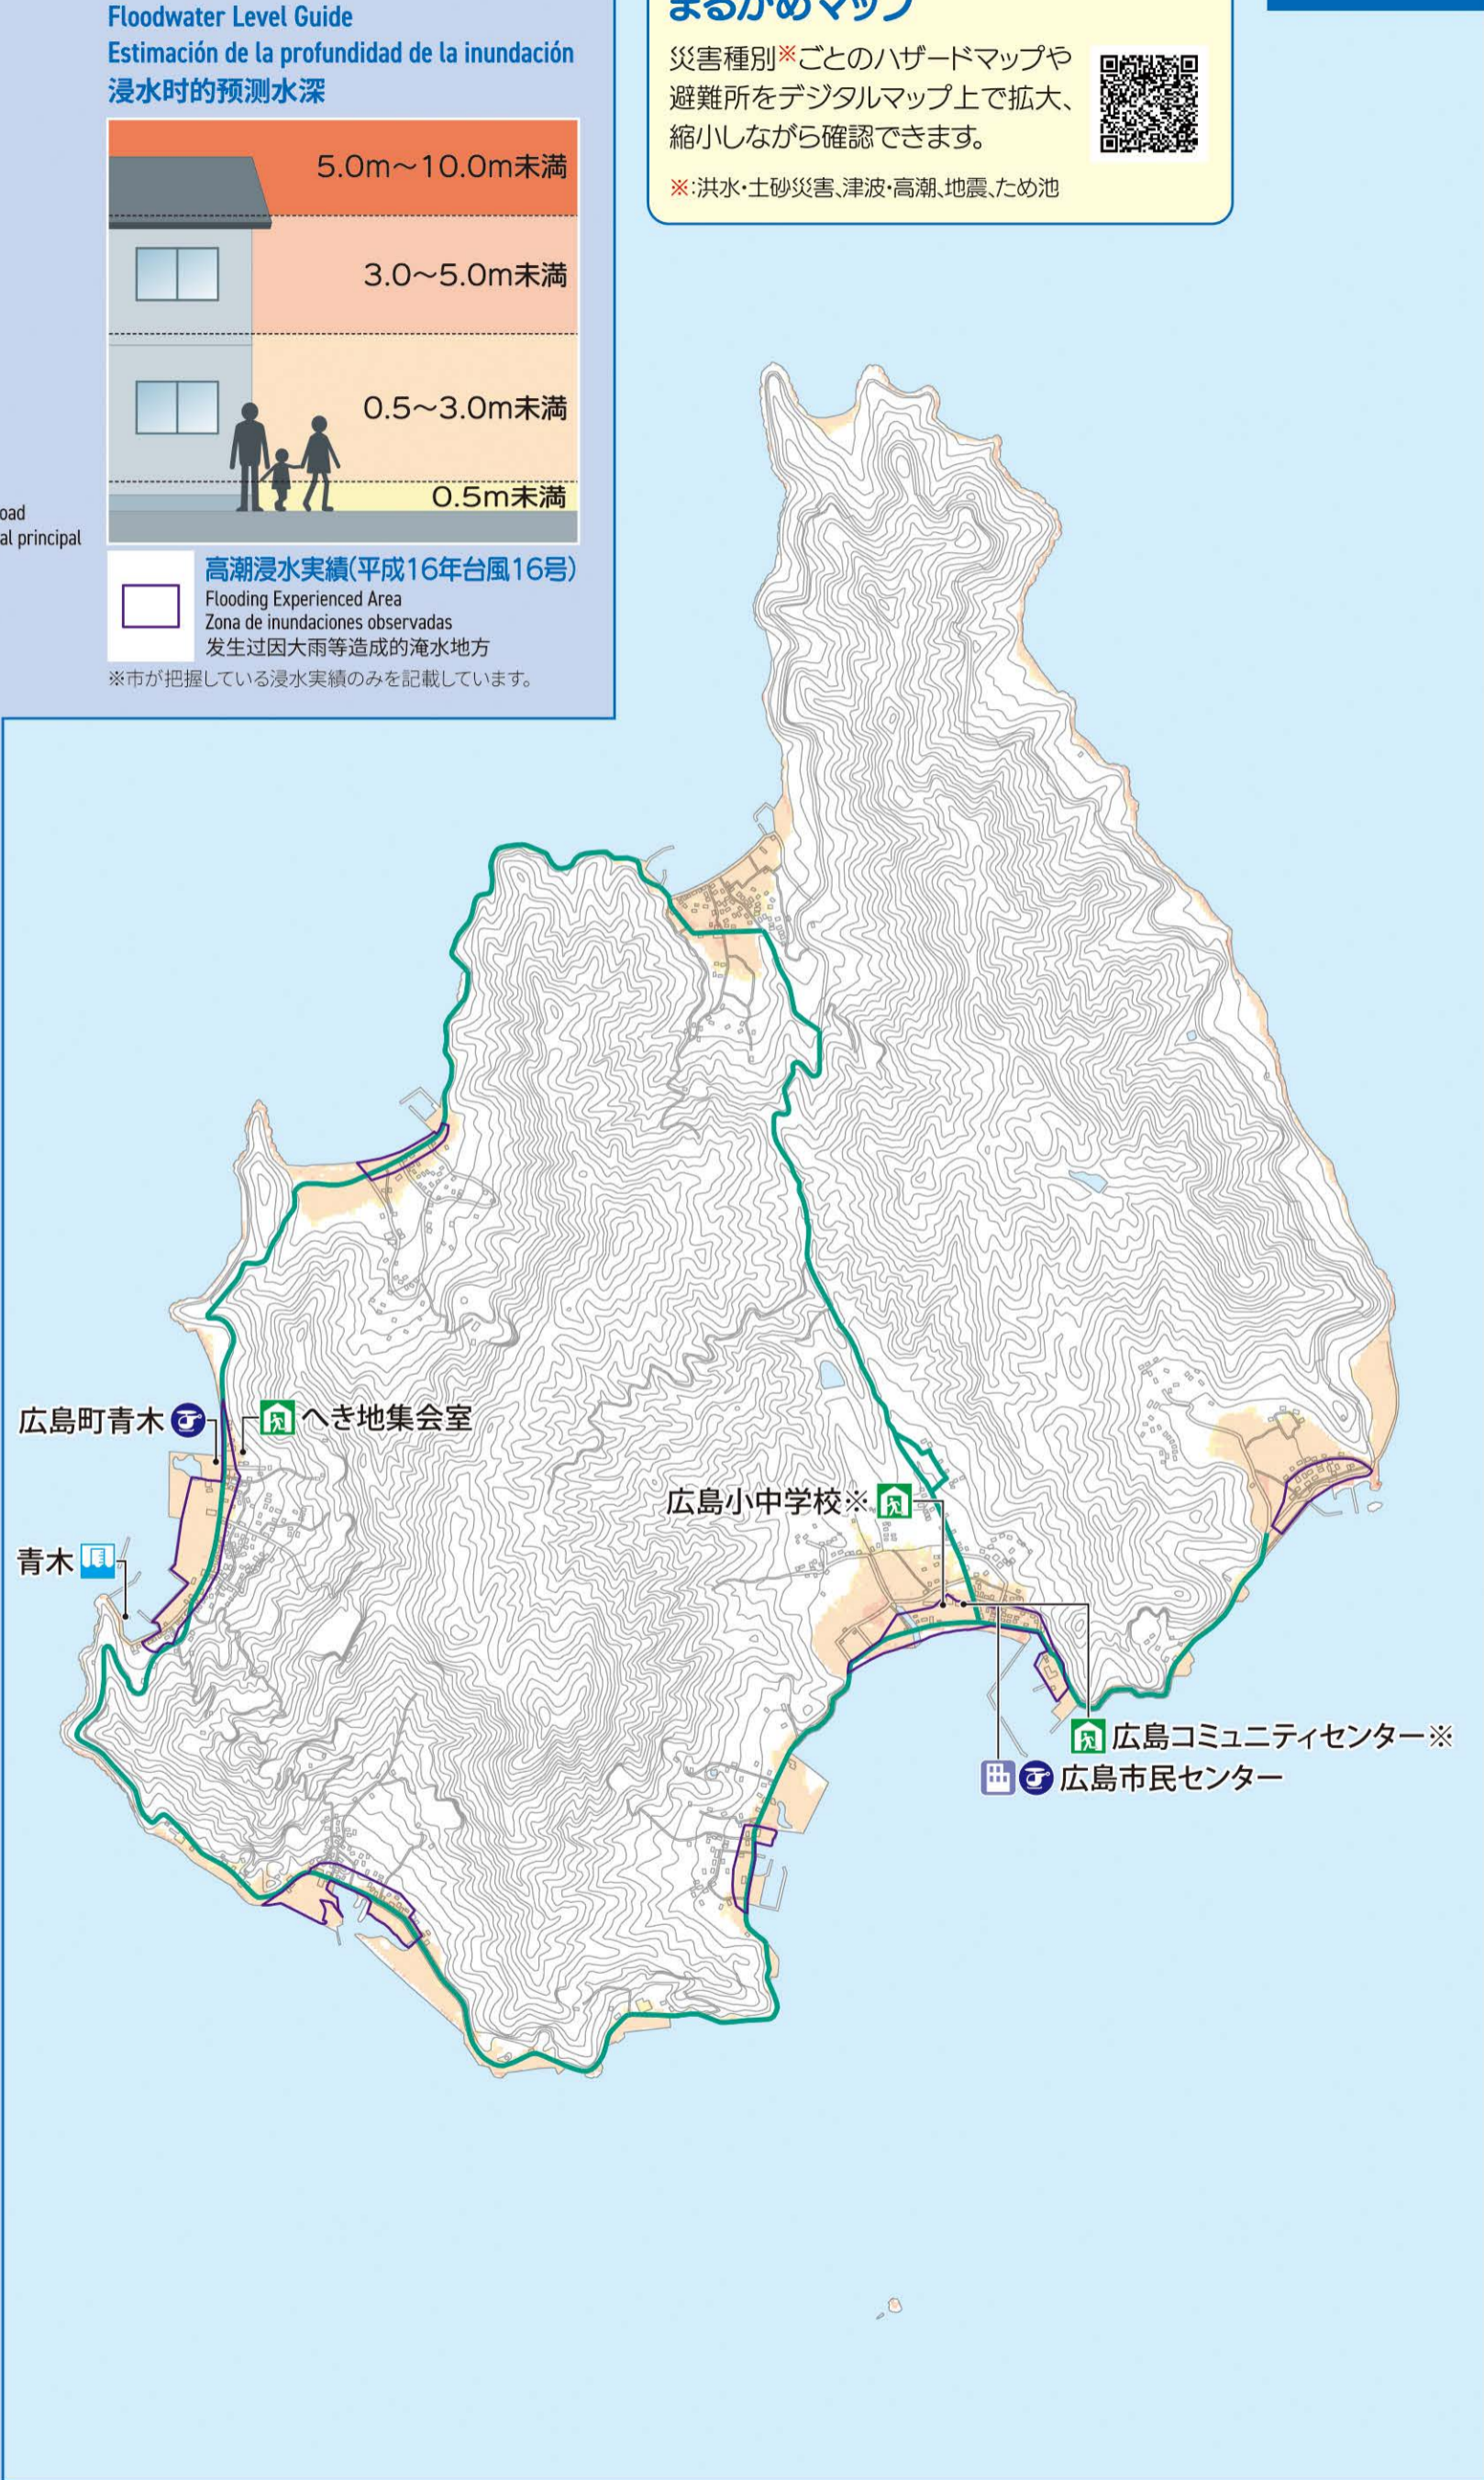 Floodwater Level Guide
Estimación de la profundidad de la inundación
浸水时的预测水深
5.0m～10.0m未満
3.0～5.0m未満
0.5～3.0m未満
0.5m未満
oad
al principal
高潮浸水実績(平成16年台風16号)
Flooding Experienced Area
Zona de inundaciones observadas
发生过因大雨等造成的淹水地方
※市が把握している浸水実績のみを記載しています。
まるがめマップ
災害種別※ごとのハザードマップや
避難所をデジタルマップ上で拡大、
縮小しながら確認できます。
※:洪水・土砂災害、津波・高潮、地震、ため池
広島町青木
へき地集会室
青木
広島小中学校※
広島コミュニティセンター※
広島市民センター